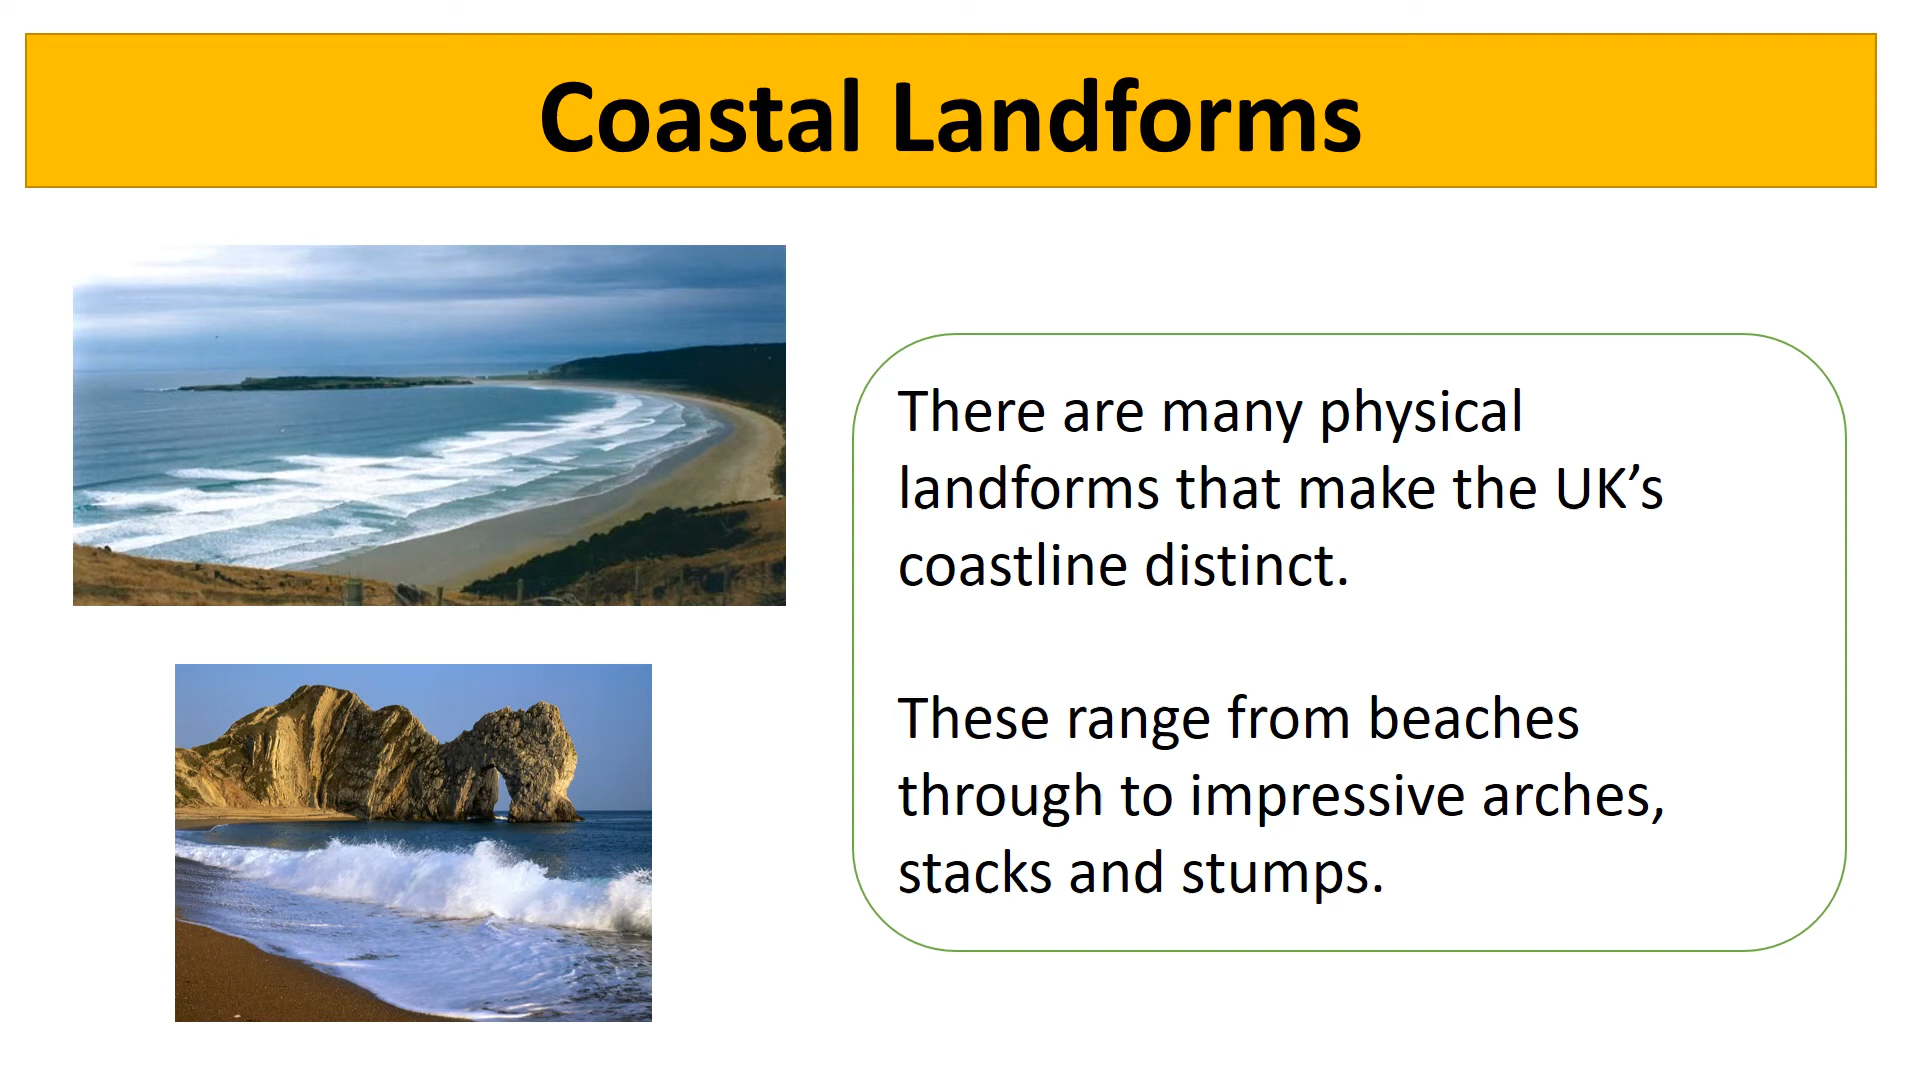 Coastal Landforms
There are many physical
landforms that make the UK’s
coastline distinct.
These range from beaches
through to impressive arches,
stacks and stumps.